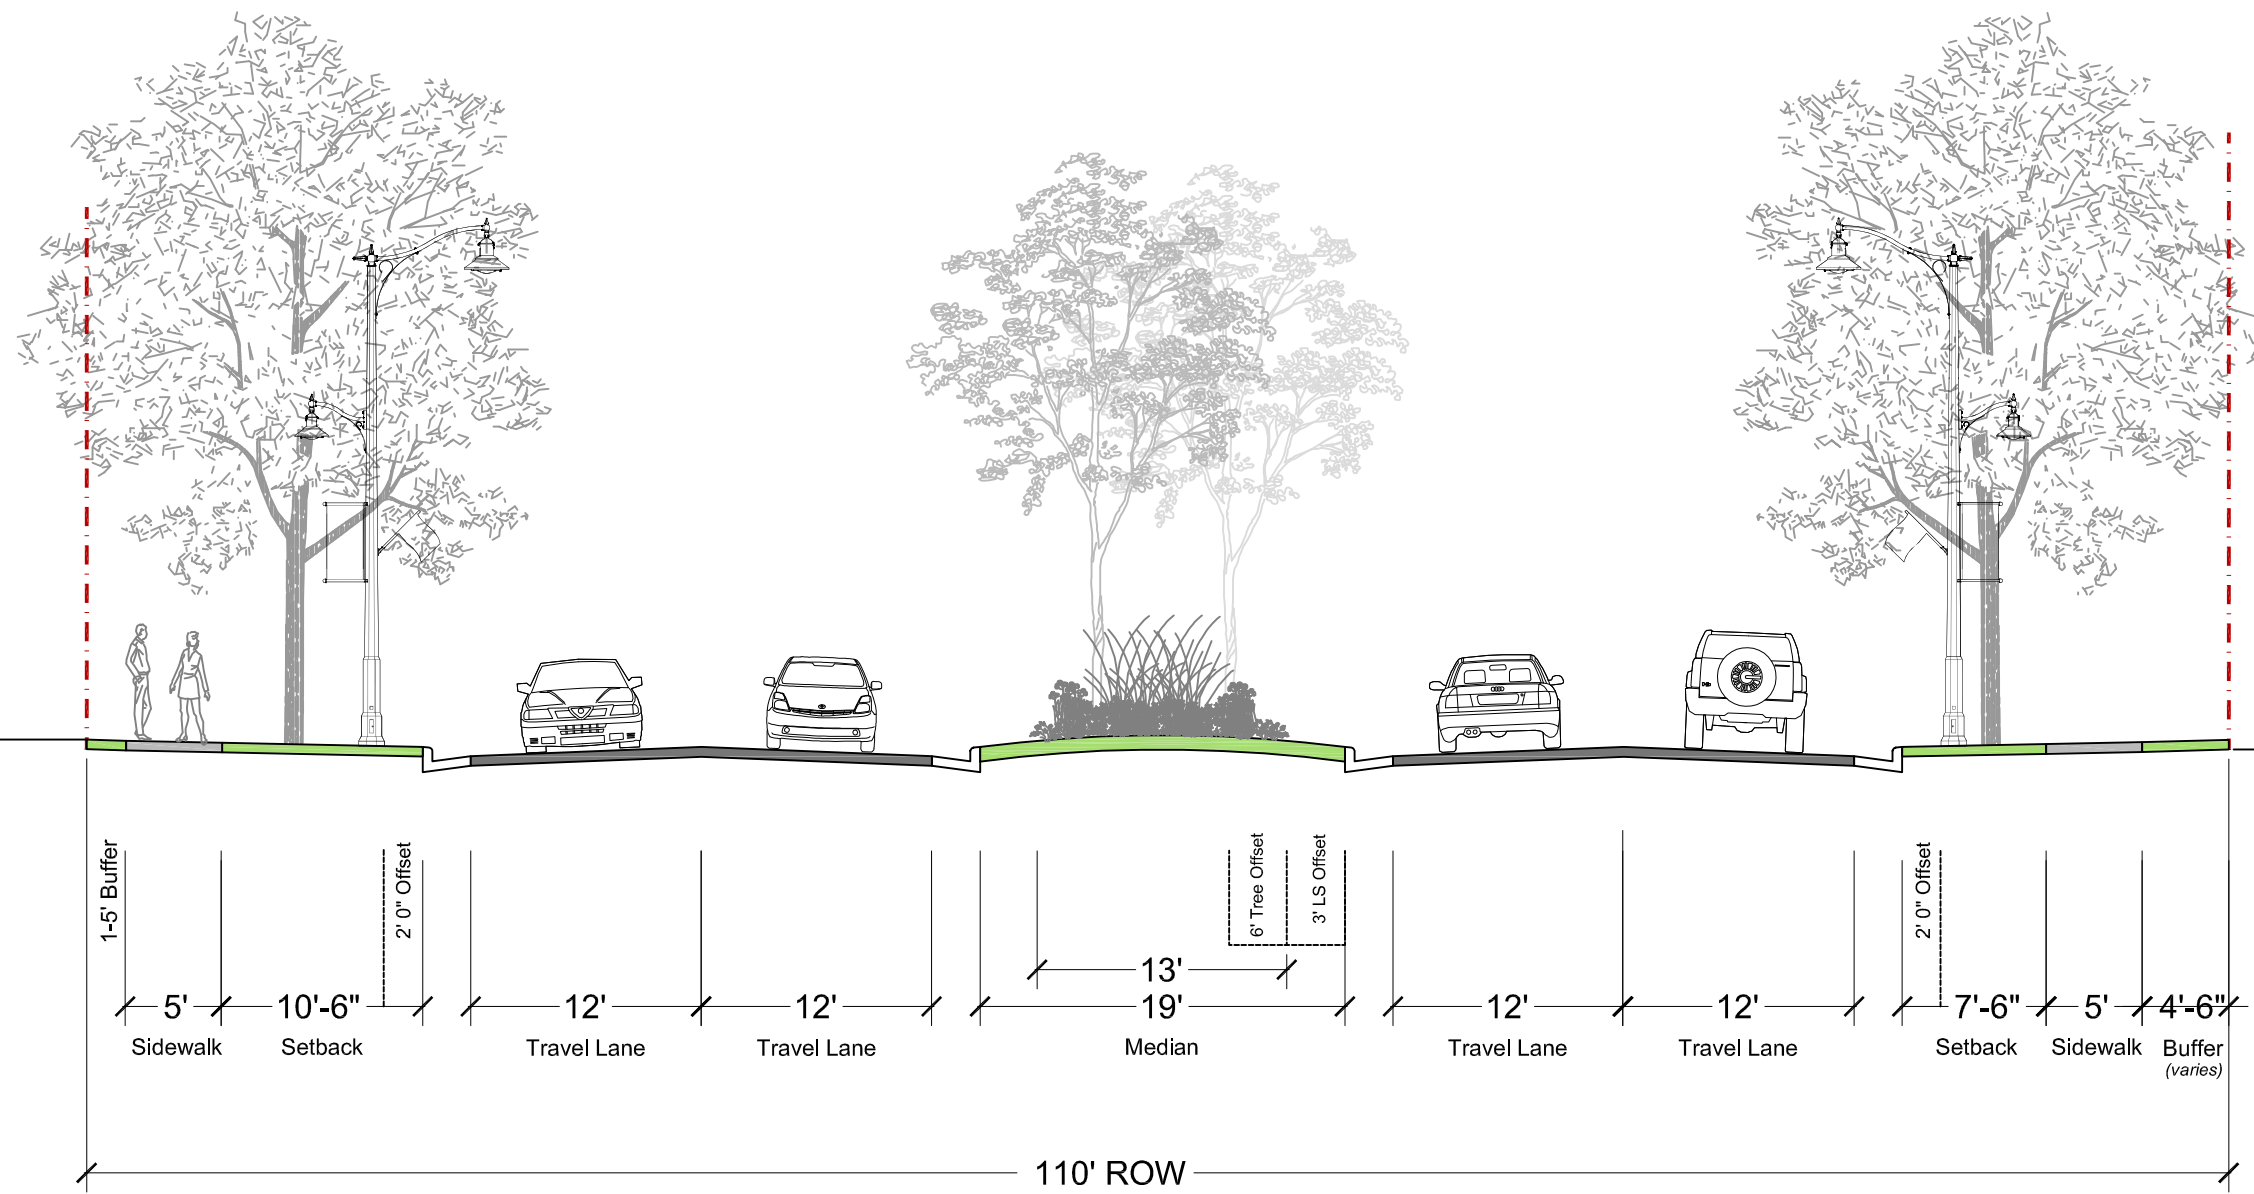 1-5' Buffer
2' 0" Offset
6' Tree Offset
3' LS Offset
2' 0" Offset
13'
5' 10'-6" 12' 12' 19' 12' 12' 7'-6" 5' 4'-6"
Sidewalk Setback Travel Lane Travel Lane Median Travel Lane Travel Lane Setback Sidewalk Buffer
(varies)
110' ROW